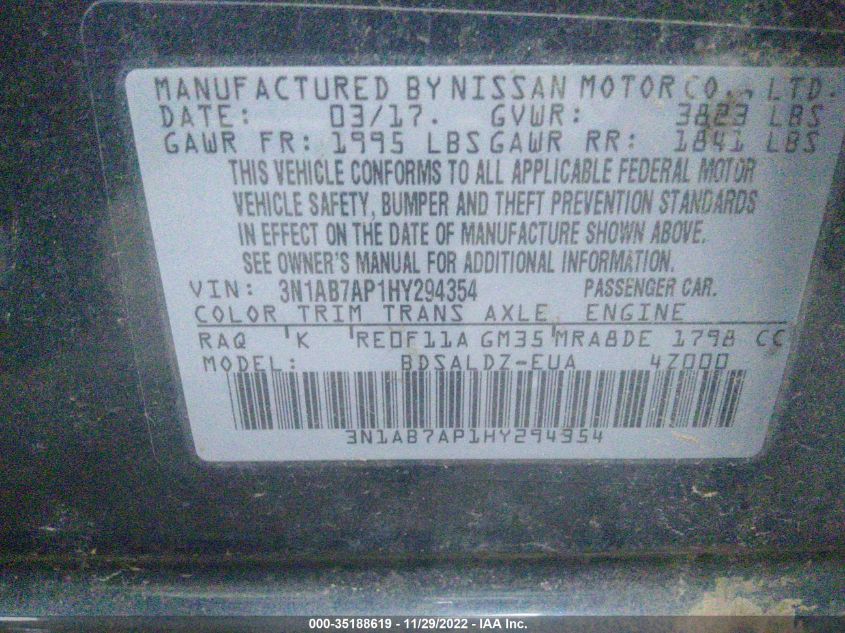 MANUFACTURED BY NISSAN MOTOR CO., LTD.
DATE: 03/17. GVWR: 3823 LBS
GAWR FR: 1995 LBS GAWR RR: 1841 LBS
THIS VEHICLE CONFORMS TO ALL APPLICABLE FEDERAL MOTOR
VEHICLE SAFETY, BUMPER AND THEFT PREVENTION STANDARDS
IN EFFECT ON THE DATE OF MANUFACTURE SHOWN ABOVE.
SEE OWNER'S MANUAL FOR ADDITIONAL INFORMATION.
VIN: 3N1AB7AP1HY294354 PASSENGER CAR.
COLOR TRIM TRANS AXLE ENGINE
RAQ K RE0F11A GM35 MRA8DE 1798 CC
MODEL: BDSALDZ-EUA 4Z000
3N1AB7AP1HY294354
000-35188619 - 11/29/2022 - IAA Inc.